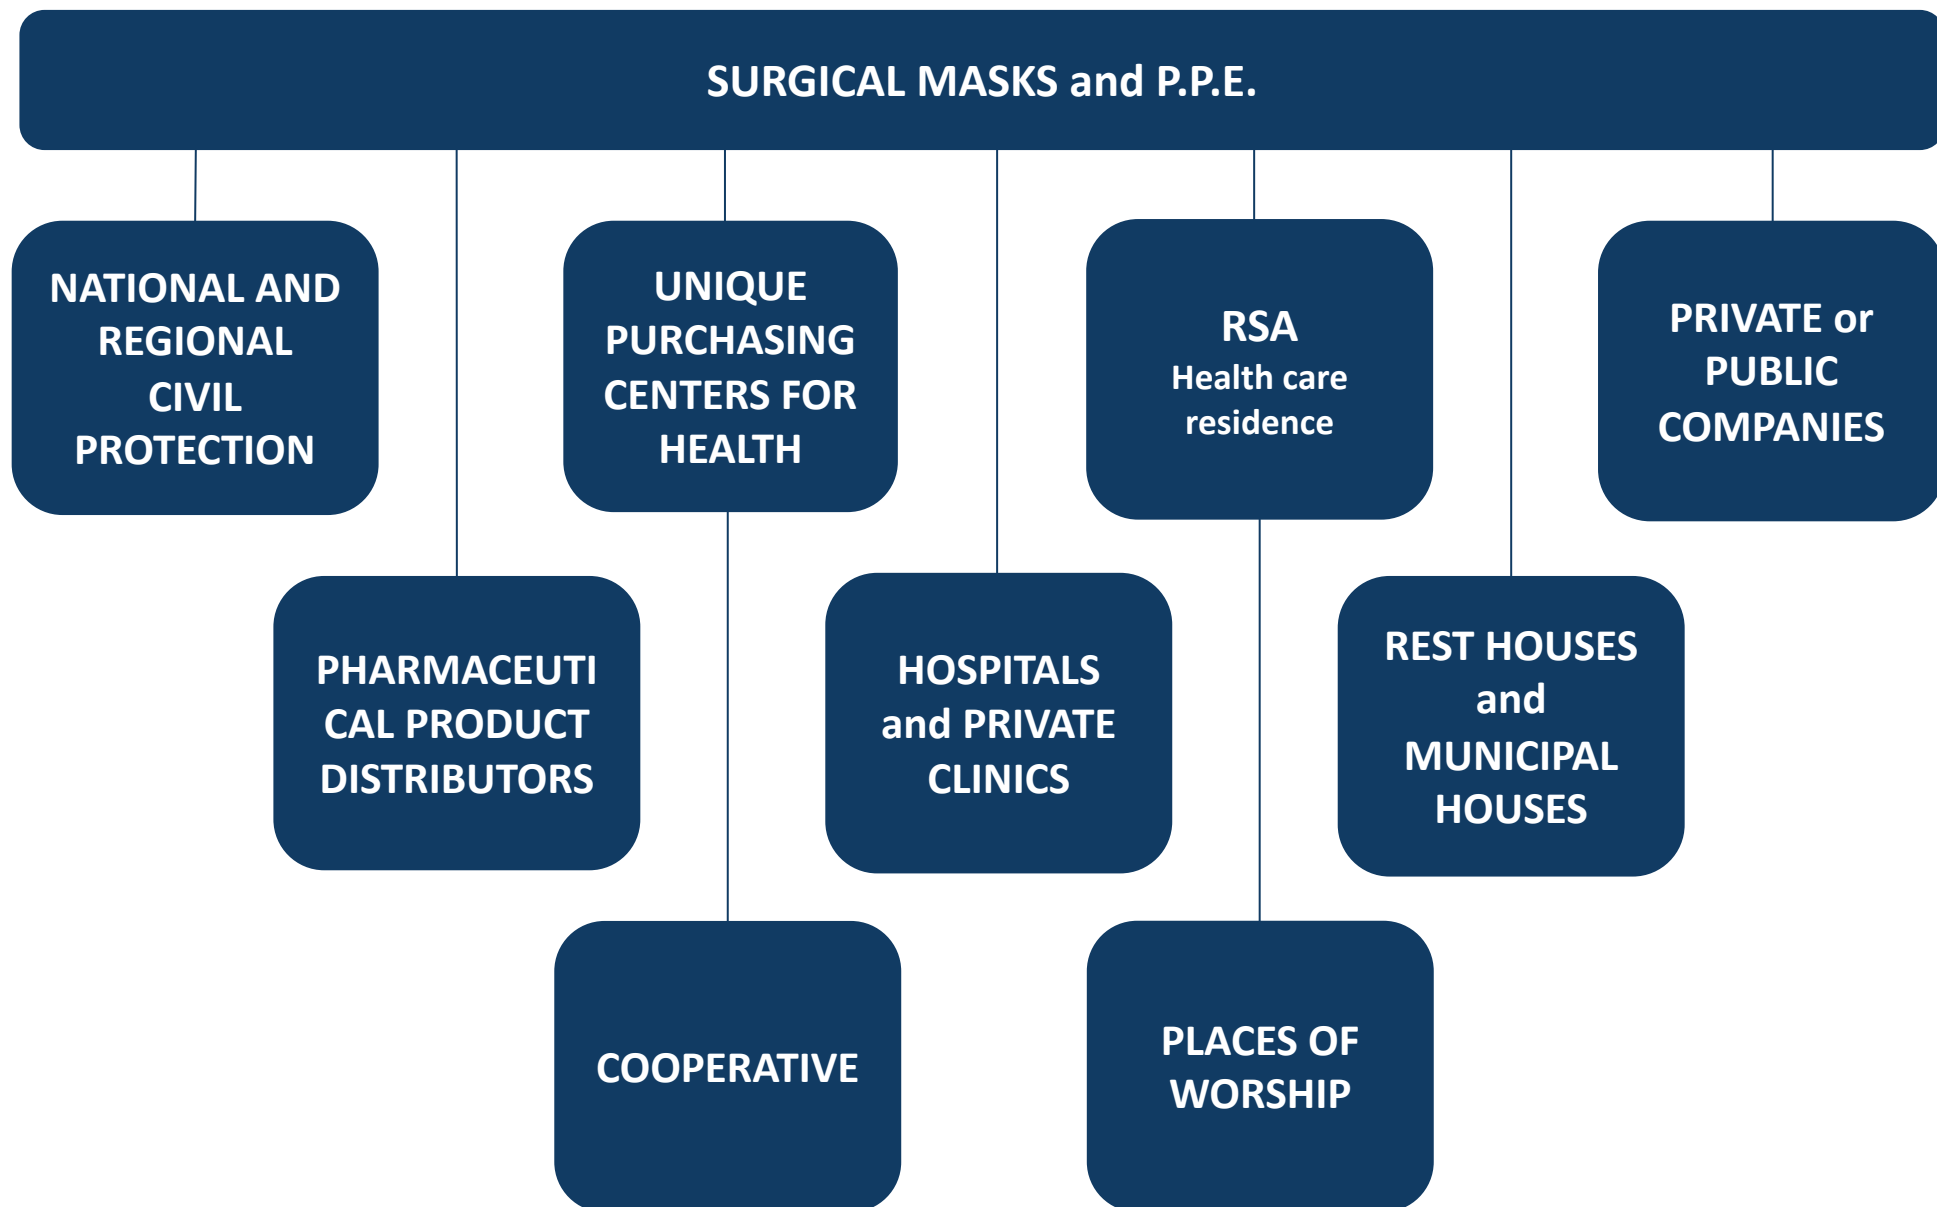 SURGICAL MASKS and P.P.E.
NATIONAL AND
REGIONAL
CIVIL
PROTECTION
UNIQUE
PURCHASING
CENTERS FOR
HEALTH
RSA
Health care
residence
PRIVATE or
PUBLIC
COMPANIES
PHARMACEUTI
CAL PRODUCT
DISTRIBUTORS
HOSPITALS
and PRIVATE
CLINICS
REST HOUSES
and
MUNICIPAL
HOUSES
COOPERATIVE
PLACES OF
WORSHIP